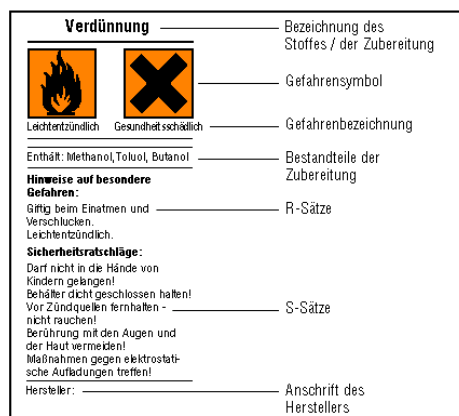 Verdünnung
Bezeichnung des
Stoffes / der Zubereitung
Gefahrensymbol
Leichtentzündlich Gesundheitsschädlich
Gefahrenbezeichnung
Enthält: Methanol, Toluol, Butanol
Bestandteile der
Zubereitung
Hinweise auf besondere
Gefahren:
Giftig beim Einatmen und
Verschlucken.
Leichtentzündlich.
R-Sätze
Sicherheitsratschläge:
Darf nicht in die Hände von
Kindern gelangen!
Behälter dicht geschlossen halten!
Vor Zündquellen fernhalten -
nicht rauchen!
Berührung mit den Augen und
der Haut vermeiden!
Maßnahmen gegen elektrostati-
sche Aufladungen treffen!
S-Sätze
Hersteller:
Anschrift des
Herstellers